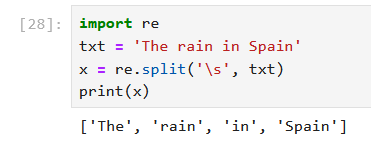 [28]: import re
txt = 'The rain in Spain'
x = re.split('\s', txt)
print(x)
['The', 'rain', 'in', 'Spain']